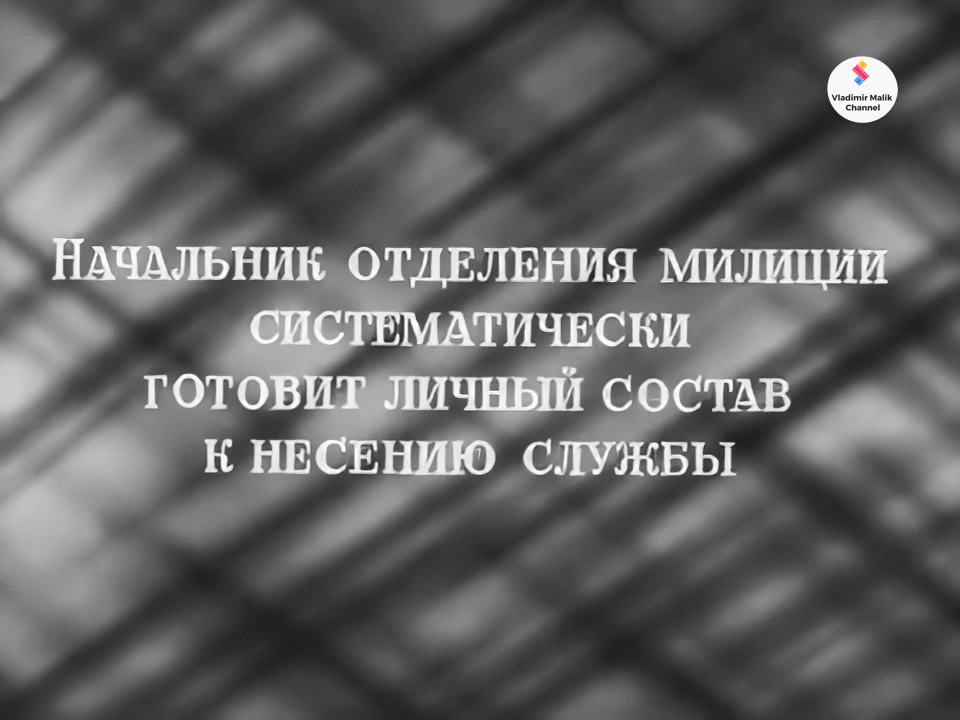 Vladimir Malik
Channel
Начальник отделения милиции
систематически
готовит личный состав
к несению службы